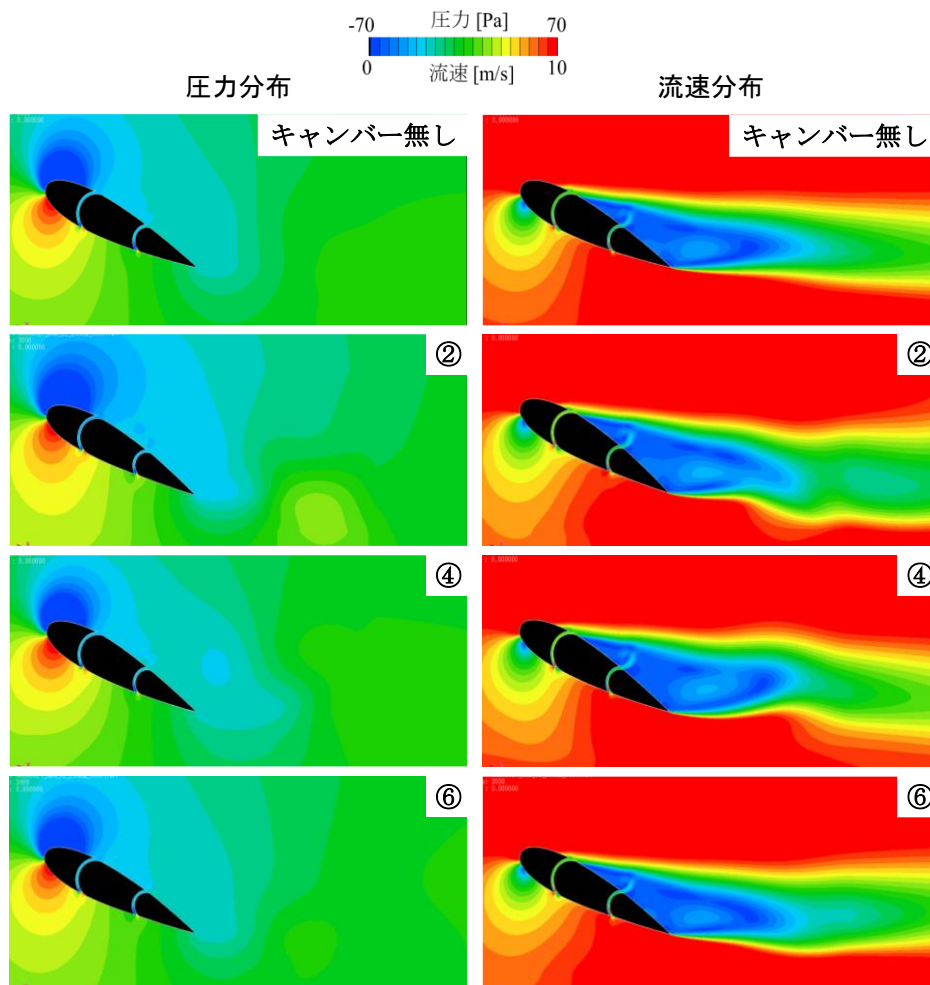 圧力 [Pa]
-70 70
0 10
流速 [m/s]
圧力分布 流速分布
キャンバー無し キャンバー無し
② ②
④ ④
⑥ ⑥